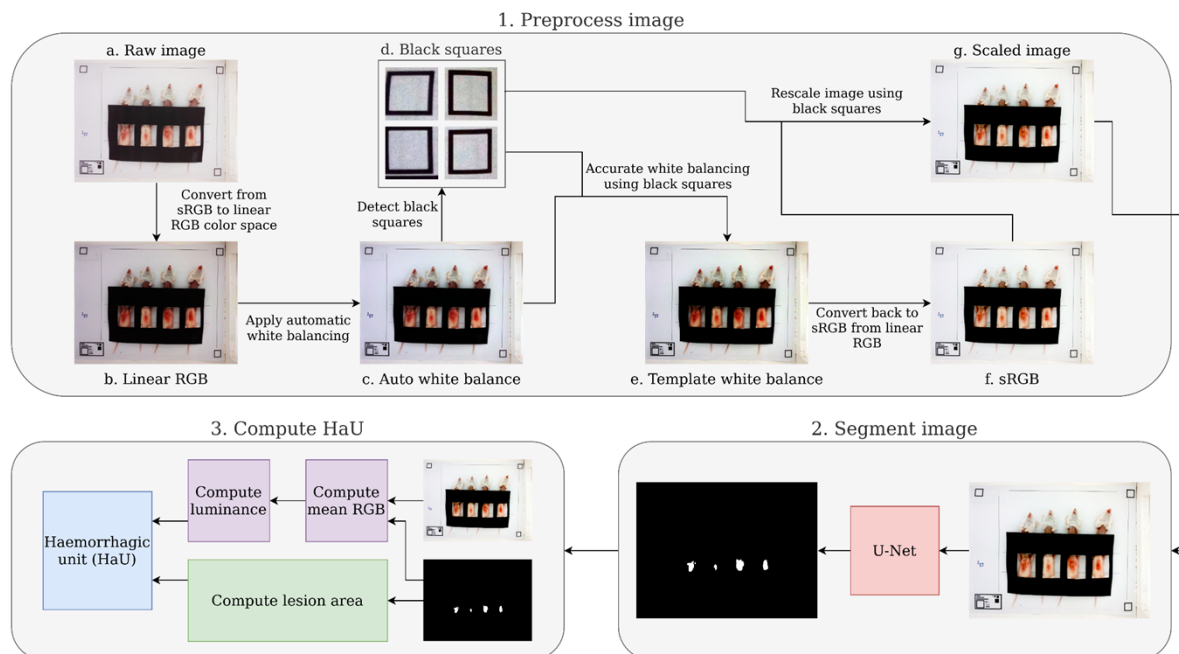 1. Preprocess image
a. Raw image
d. Black squares
g. Scaled image
Rescale image using
black squares
Convert from
sRGB to linear
RGB color space
Detect black
squares
Accurate white balancing
using black squares
Apply automatic
white balancing
Convert back to
sRGB from linear
RGB
b. Linear RGB
c. Auto white balance
e. Template white balance
f. sRGB
3. Compute HaU
Haemorrhagic
unit (HaU)
Compute
luminance
Compute
mean RGB
Compute lesion area
2. Segment image
U-Net